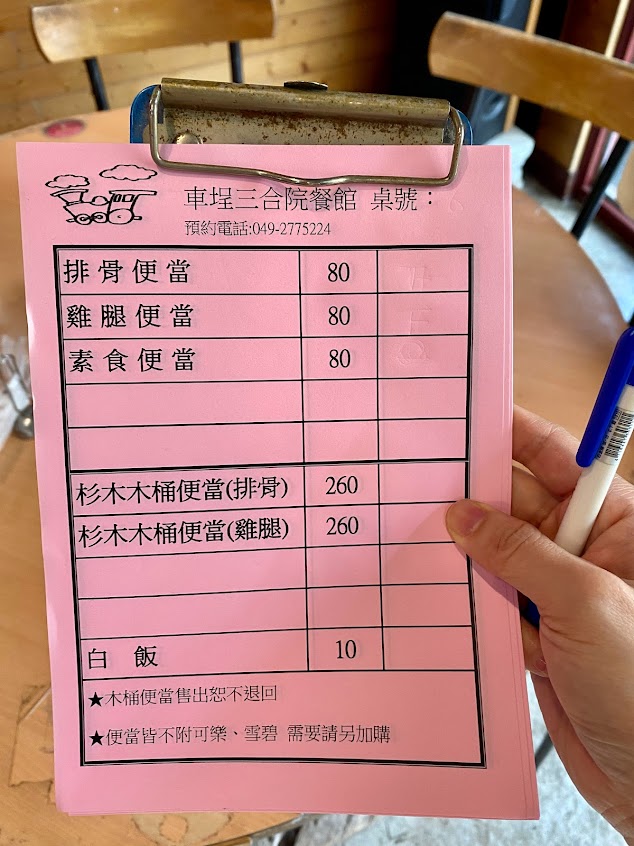 車埕三合院餐館 桌號：
預約電話:049-2775224
排骨便當 80
雞腿便當 80
素食便當 80
杉木木桶便當(排骨) 260
杉木木桶便當(雞腿) 260
白飯 10
★木桶便當售出恕不退回
★便當皆不附可樂、雪碧 需要請另加購